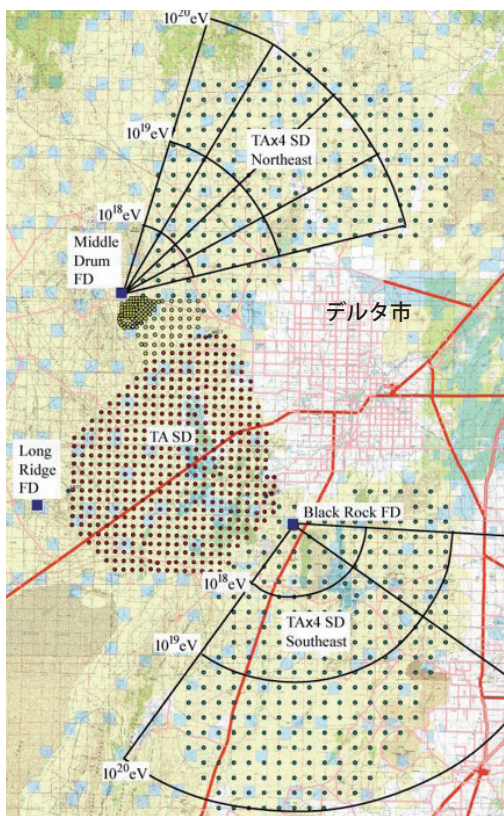 10²⁰eV
10¹⁹eV
TAx4 SD
Northeast
10¹⁸eV
Middle
Drum
FD
デルタ市
TA SD
Long
Ridge
FD
Black Rock FD
10¹⁸eV
TAx4 SD
Southeast
10¹⁹eV
10²⁰eV